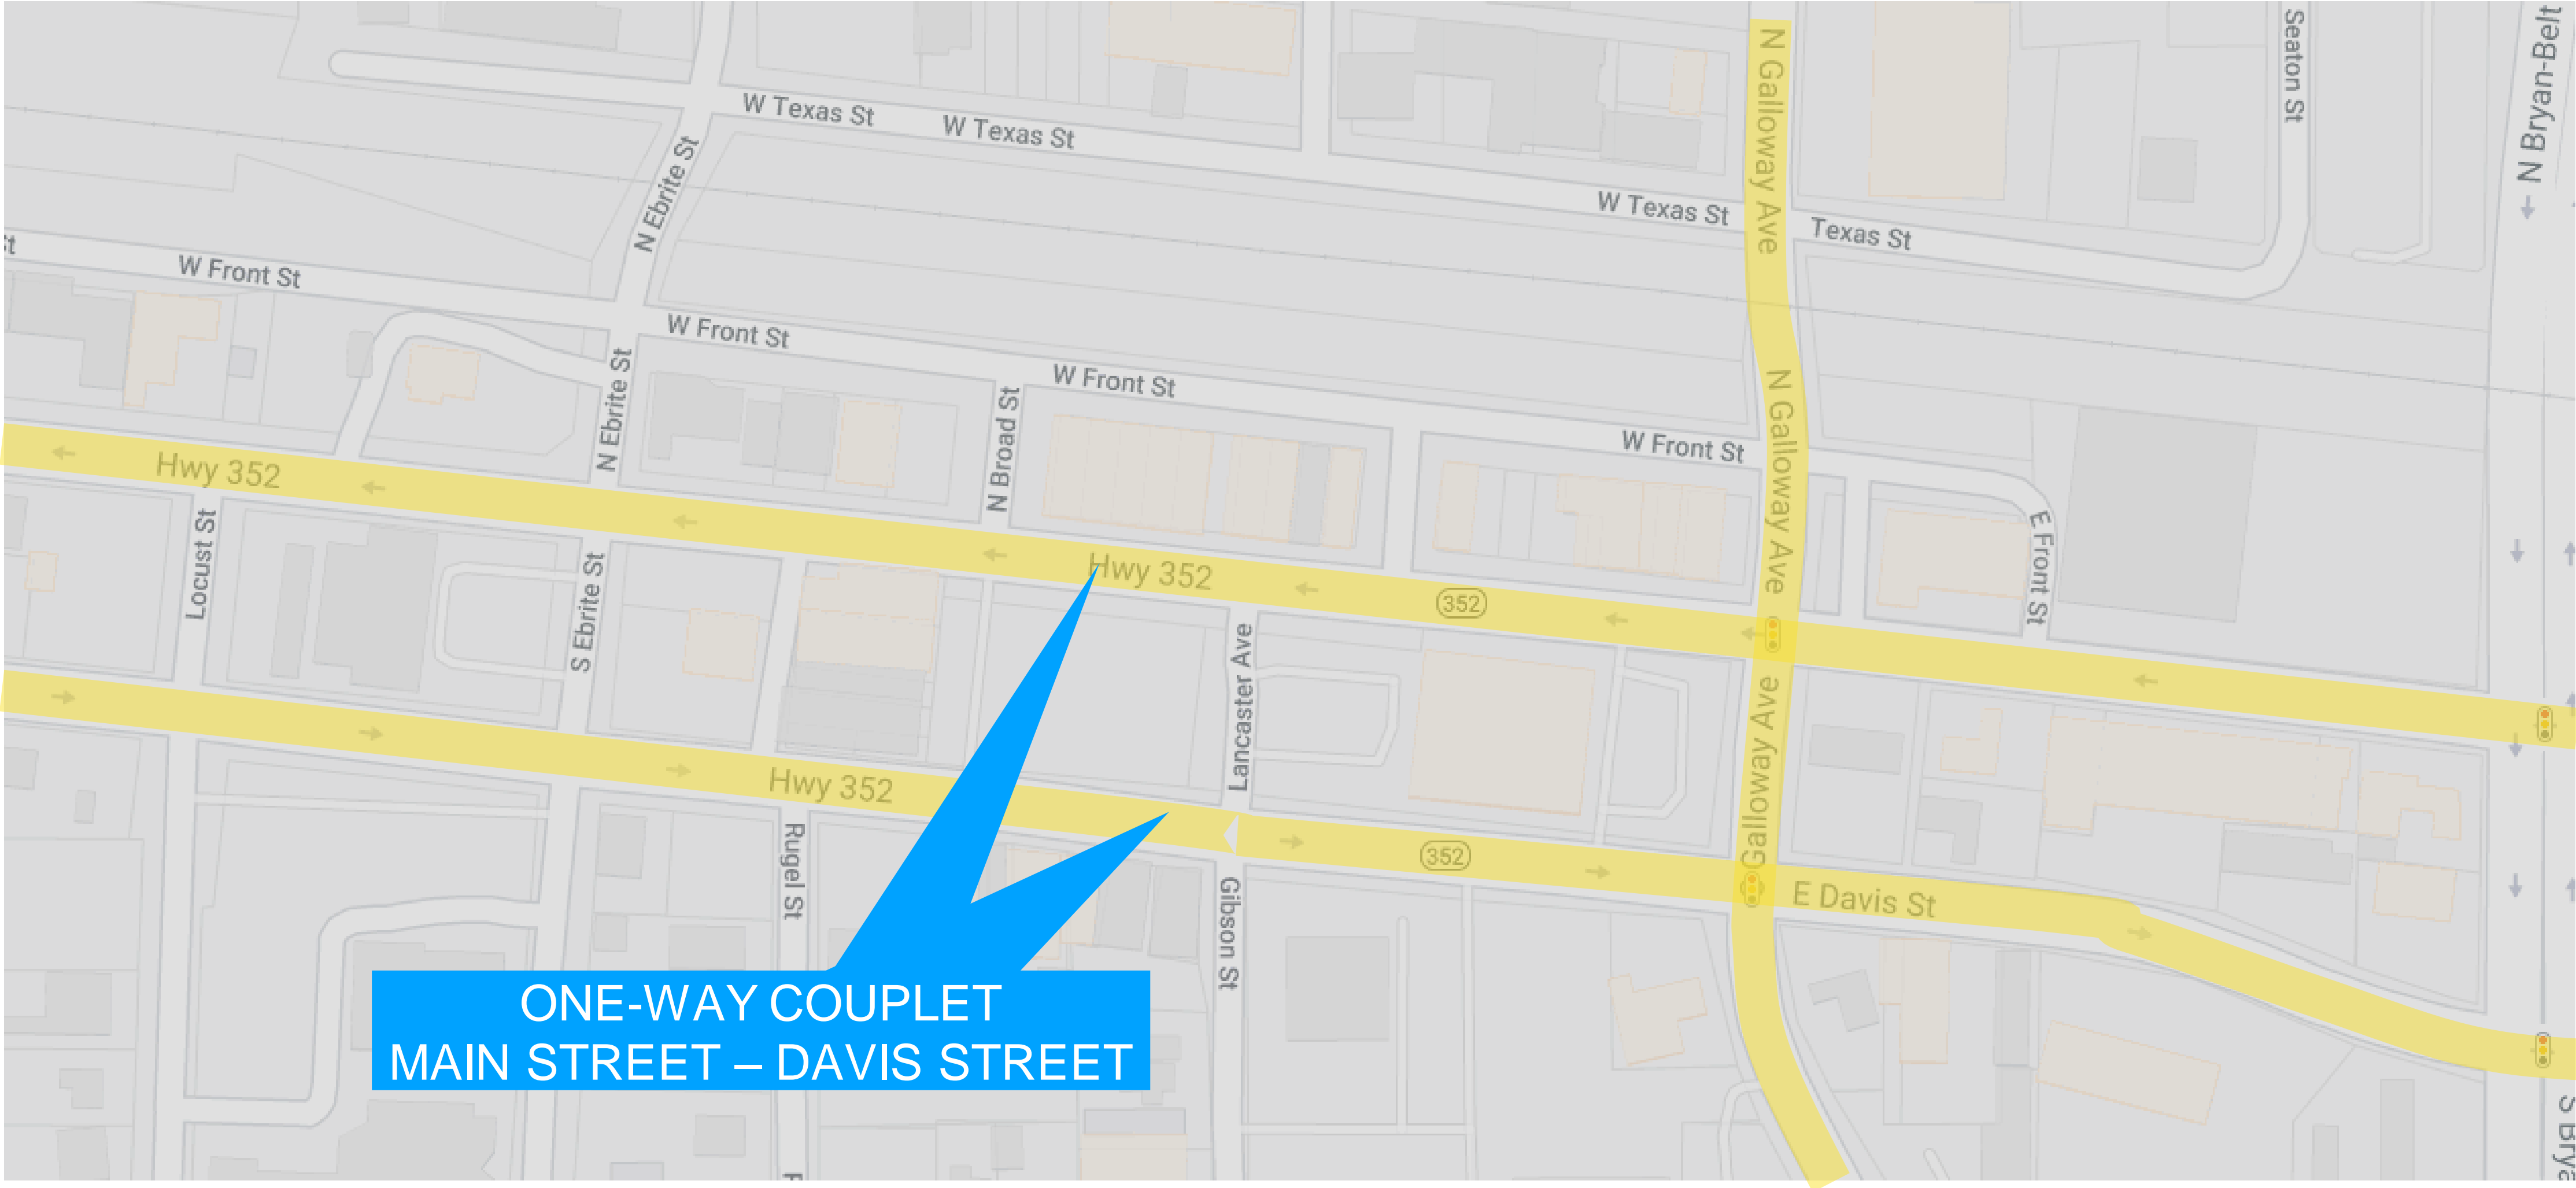 N Galloway Ave
Seaton St
N Bryan-Belt
W Texas St
W Texas St
N Ebrite St
W Texas St
Texas St
St
W Front St
W Front St
W Front St
N Ebrite St
N Broad St
N Galloway Ave
W Front St
Hwy 352
Locust St
E Front St
Hwy 352
352
S Ebrite St
Lancaster Ave
Galloway Ave
Hwy 352
Rugel St
352
E Davis St
Gibson St
ONE-WAY COUPLET
MAIN STREET – DAVIS STREET
S Brya